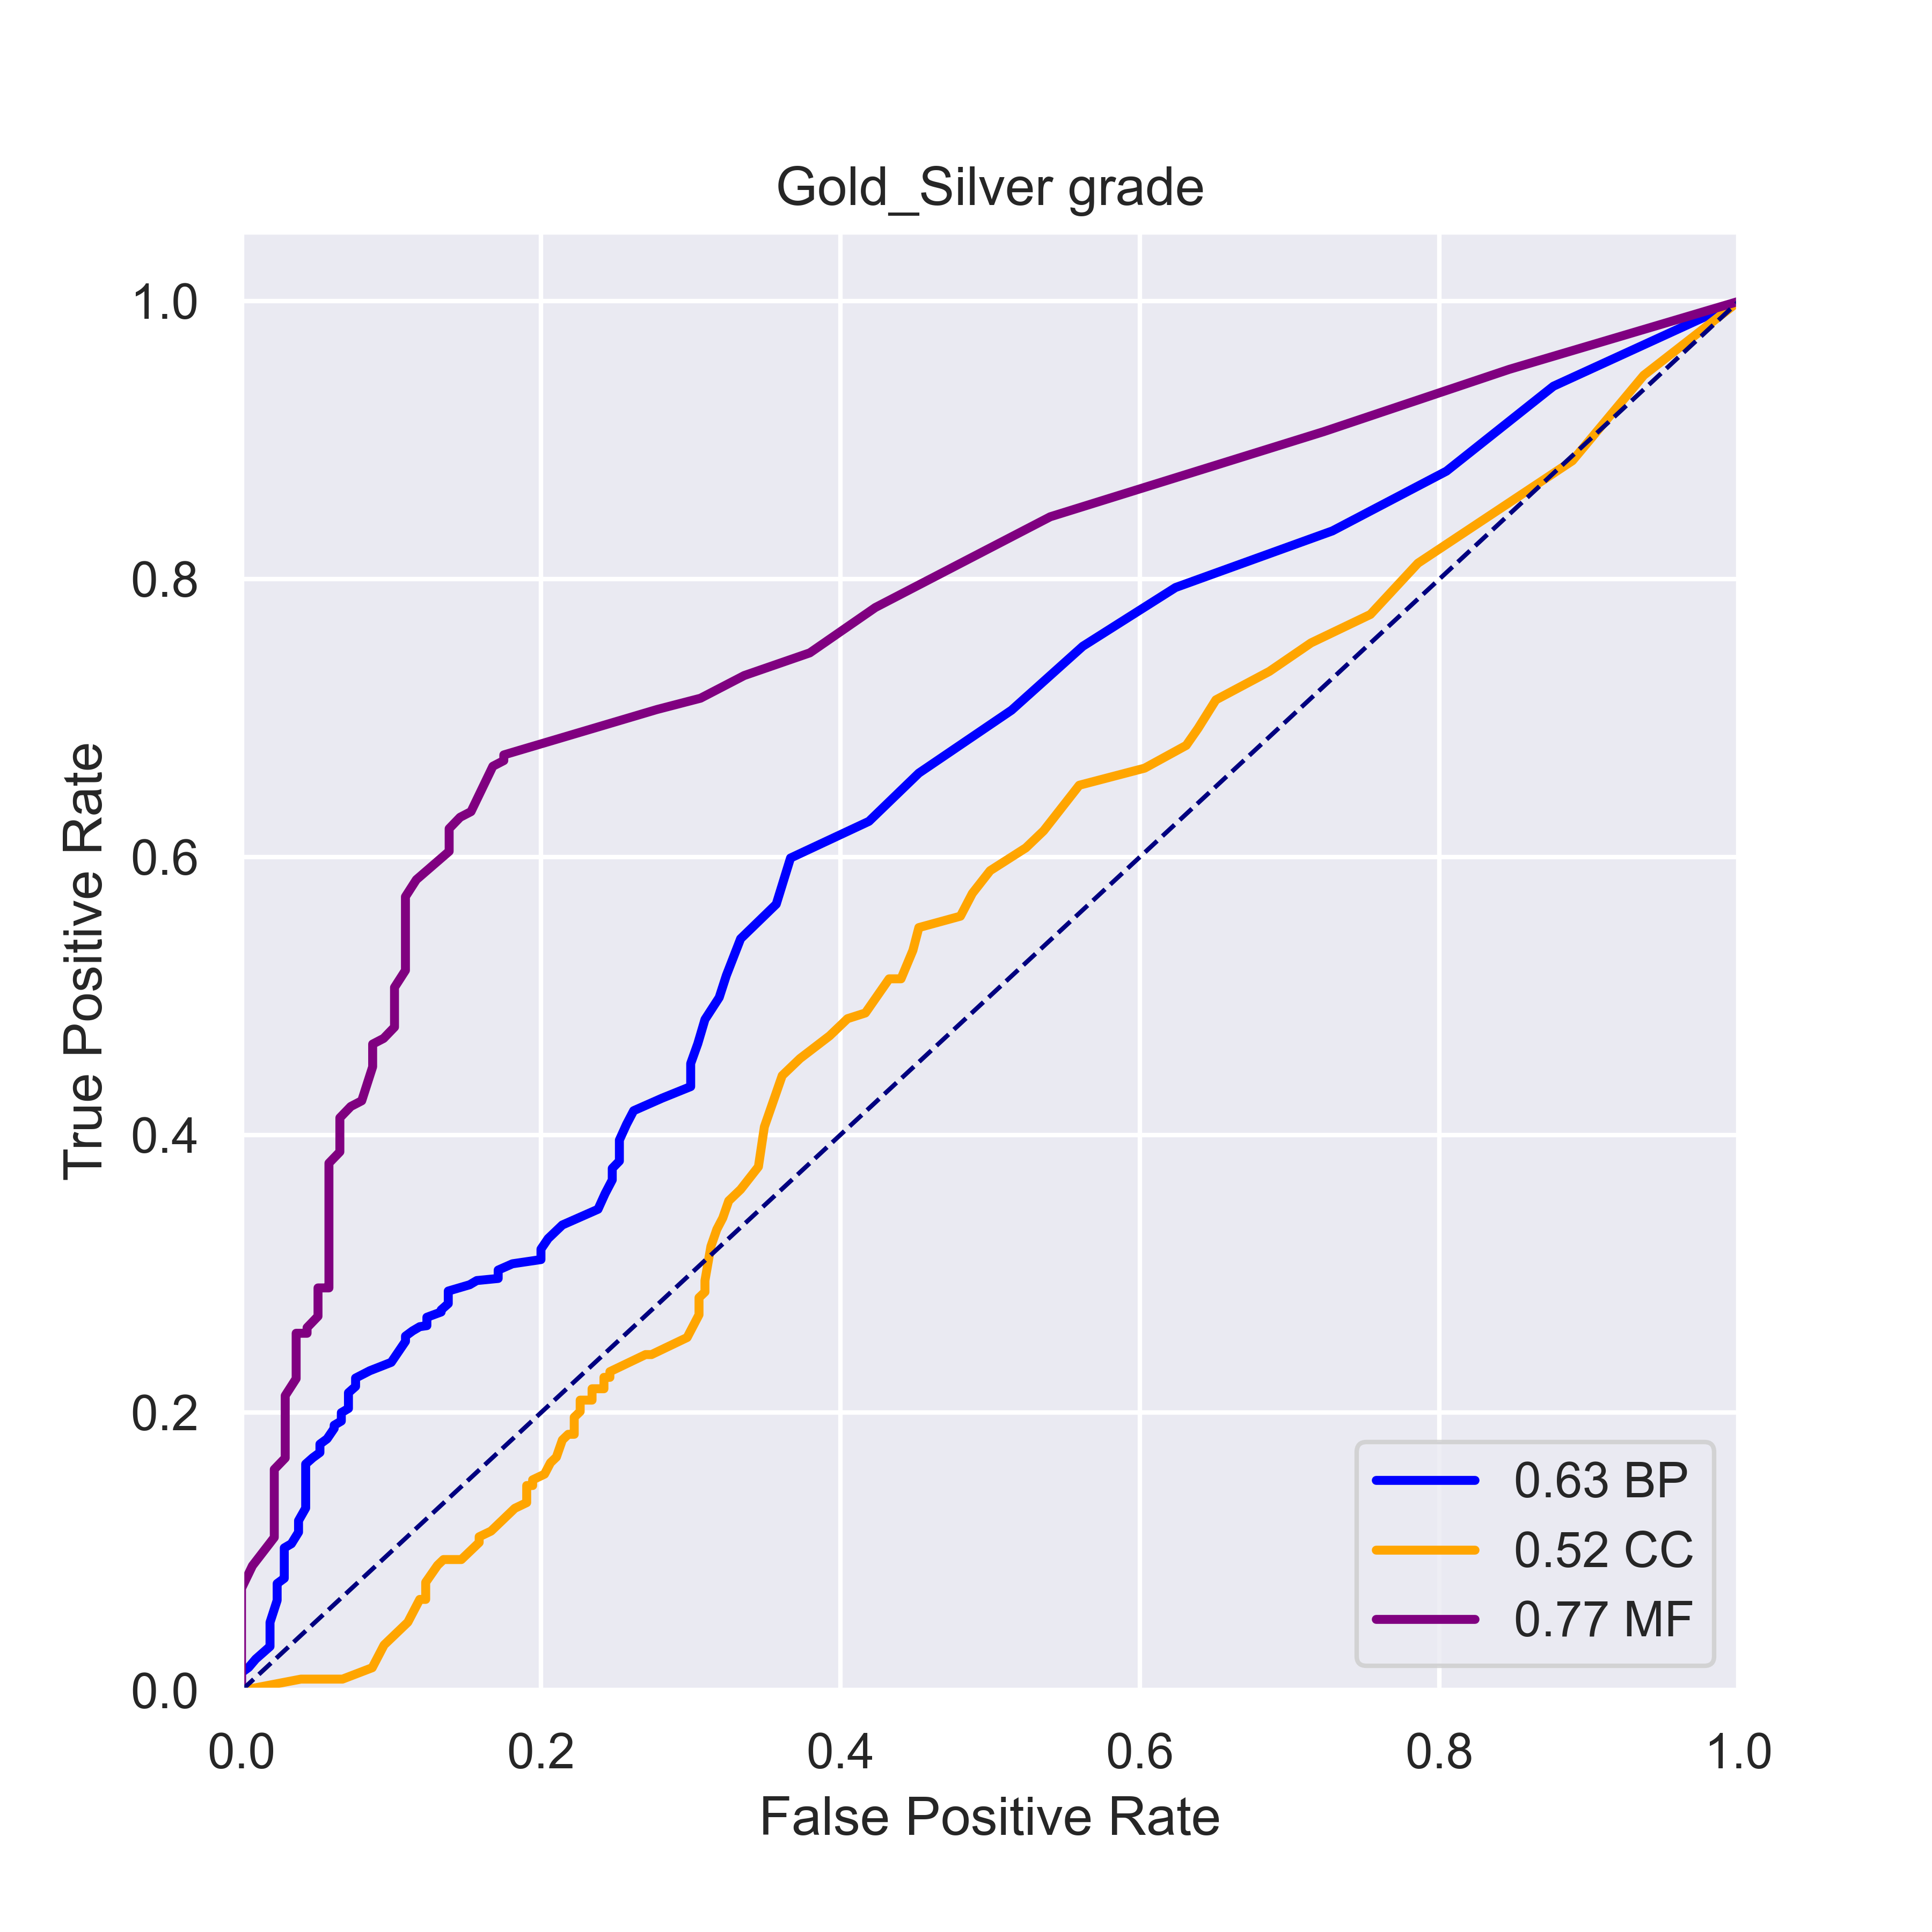 Gold_Silver grade
1.0
0.8
0.6
0.4
0.2
0.0
True Positive Rate
0.63 BP
0.52 CC
0.77 MF
0.0 0.2 0.4 0.6 0.8 1.0
False Positive Rate